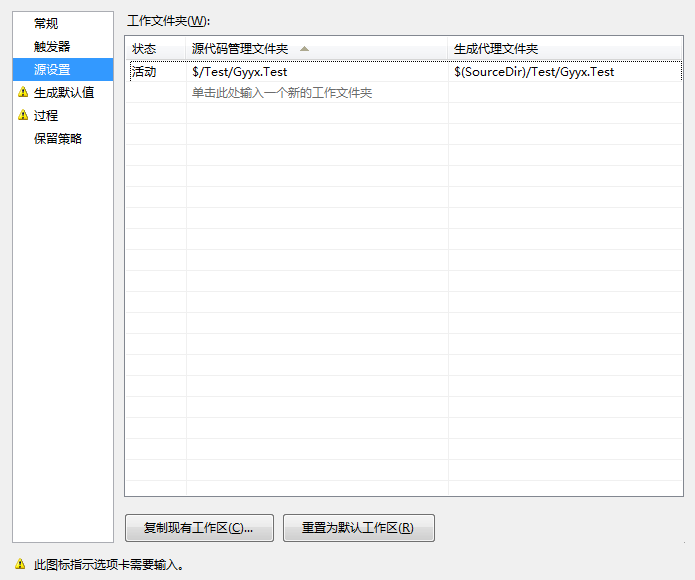 常规
触发器
源设置
生成默认值
过程
保留策略
工作文件夹(W):
状态 源代码管理文件夹 生成代理文件夹
活动 $/Test/Gyyx.Test $(SourceDir)/Test/Gyyx.Test
单击此处输入一个新的工作文件夹
复制现有工作区(C)... 重置为默认工作区(R)
此图标指示选项卡需要输入。